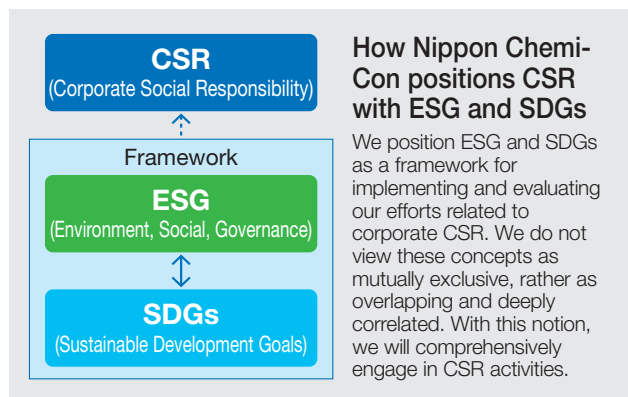 CSR
(Corporate Social Responsibility)
Framework
ESG
(Environment, Social, Governance)
SDGs
(Sustainable Development Goals)
How Nippon Chemi-
Con positions CSR
with ESG and SDGs
We position ESG and SDGs
as a framework for
implementing and evaluating
our efforts related to
corporate CSR. We do not
view these concepts as
mutually exclusive, rather as
overlapping and deeply
correlated. With this notion,
we will comprehensively
engage in CSR activities.